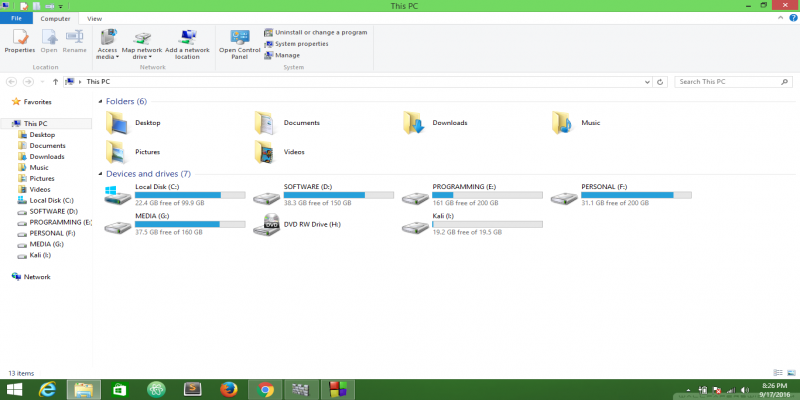 This PC
File Computer View
Properties Open Rename Access media Map network drive Add a network location Open Control Panel
Uninstall or change a program
System properties
Manage
Location Network System
This PC
Search This PC
Favorites
This PC
Desktop
Documents
Downloads
Music
Pictures
Videos
Local Disk (C:)
SOFTWARE (D:)
PROGRAMMING (E:
PERSONAL (F:)
MEDIA (G:)
Kali (I:)
Network
Folders (6)
Desktop Documents Downloads Music
Pictures Videos
Devices and drives (7)
Local Disk (C:) SOFTWARE (D:) PROGRAMMING (E:) PERSONAL (F:)
22.4 GB free of 99.9 GB 38.3 GB free of 150 GB 161 GB free of 200 GB 31.1 GB free of 200 GB
MEDIA (G:) DVD RW Drive (H:) Kali (I:)
37.5 GB free of 160 GB 19.2 GB free of 19.5 GB
DVD
13 items
8:26 PM
9/17/2016